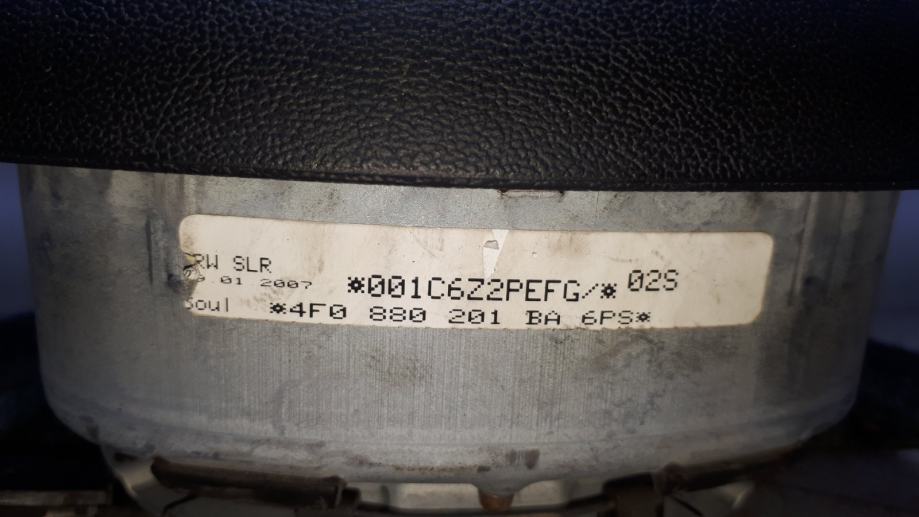 RW SLR
.01 2007 *001C6Z2PEFG/* 02S
Soul *4F0 880 201 BA 6PS*